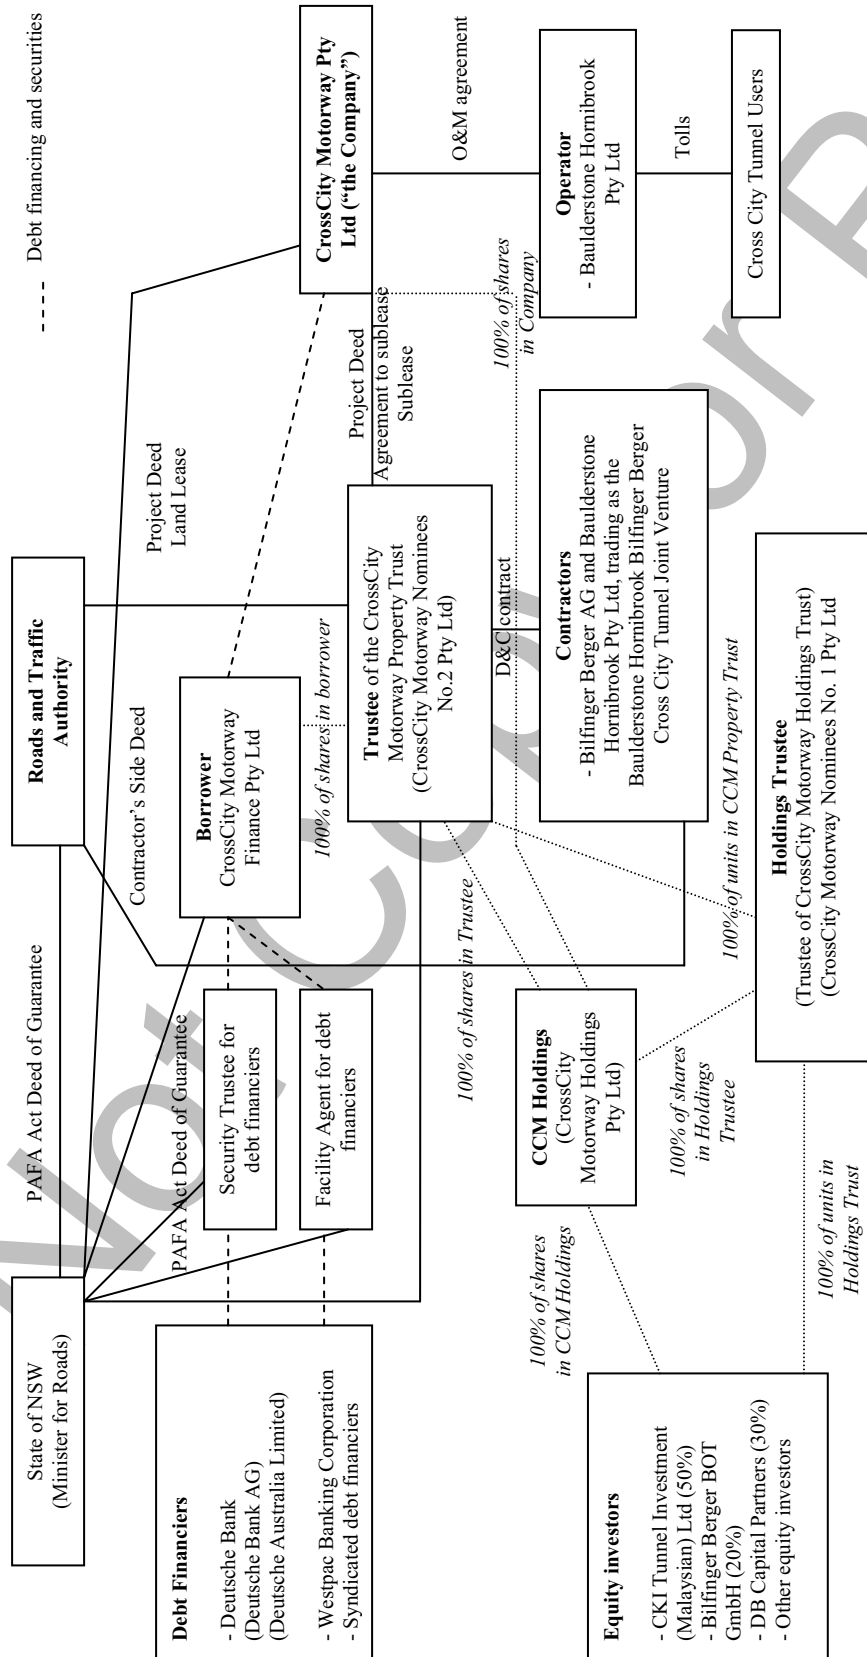 ---- Debt financing and securities
State of NSW
(Minister for Roads)
PAFA Act Deed of Guarantee
Roads and Traffic
Authority
Project Deed
Land Lease
CrossCity Motorway Pty
Ltd (“the Company”)
Contractor’s Side Deed
PAFA Act Deed of Guarantee
Debt Financiers
- Deutsche Bank
(Deutsche Bank AG)
(Deutsche Australia Limited)
- Westpac Banking Corporation
- Syndicated debt financiers
Security Trustee for
debt financiers
Facility Agent for debt
financiers
Borrower
CrossCity Motorway
Finance Pty Ltd
100% of shares in borrower
Project Deed
Agreement to sublease
Sublease
O&M agreement
Trustee of the CrossCity
Motorway Property Trust
(CrossCity Motorway Nominees
No.2 Pty Ltd)
100% of shares in Trustee
D&C contract
100% of shares
in Company
Operator
- Baulderstone Hornibrook
Pty Ltd
Tolls
Cross City Tunnel Users
Contractors
- Bilfinger Berger AG and Baulderstone
Hornibrook Pty Ltd, trading as the
Baulderstone Hornibrook Bilfinger Berger
Cross City Tunnel Joint Venture
CCM Holdings
(CrossCity
Motorway Holdings
Pty Ltd)
100% of shares
in CCM Holdings
100% of shares
in Holdings
Trustee
100% of units in CCM Property Trust
Equity investors
- CKI Tunnel Investment
(Malaysian) Ltd (50%)
- Bilfinger Berger BOT
GmbH (20%)
- DB Capital Partners (30%)
- Other equity investors
100% of units in
Holdings Trust
Holdings Trustee
(Trustee of CrossCity Motorway Holdings Trust)
(CrossCity Motorway Nominees No. 1 Pty Ltd
Not Copy or R